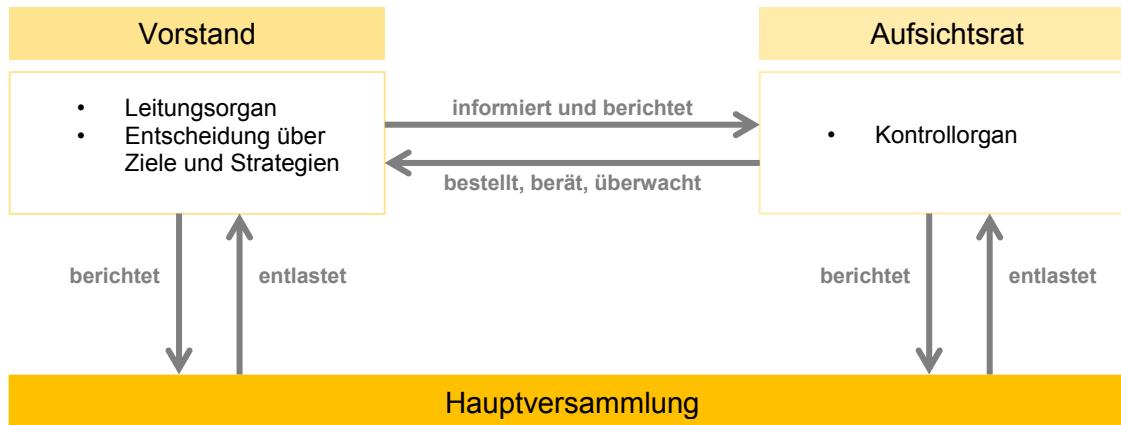 Vorstand
Aufsichtsrat
• Leitungsorgan
• Entscheidung über
Ziele und Strategien
informiert und berichtet
bestellt, berät, überwacht
• Kontrollorgan
berichtet
entlastet
berichtet
entlastet
Hauptversammlung